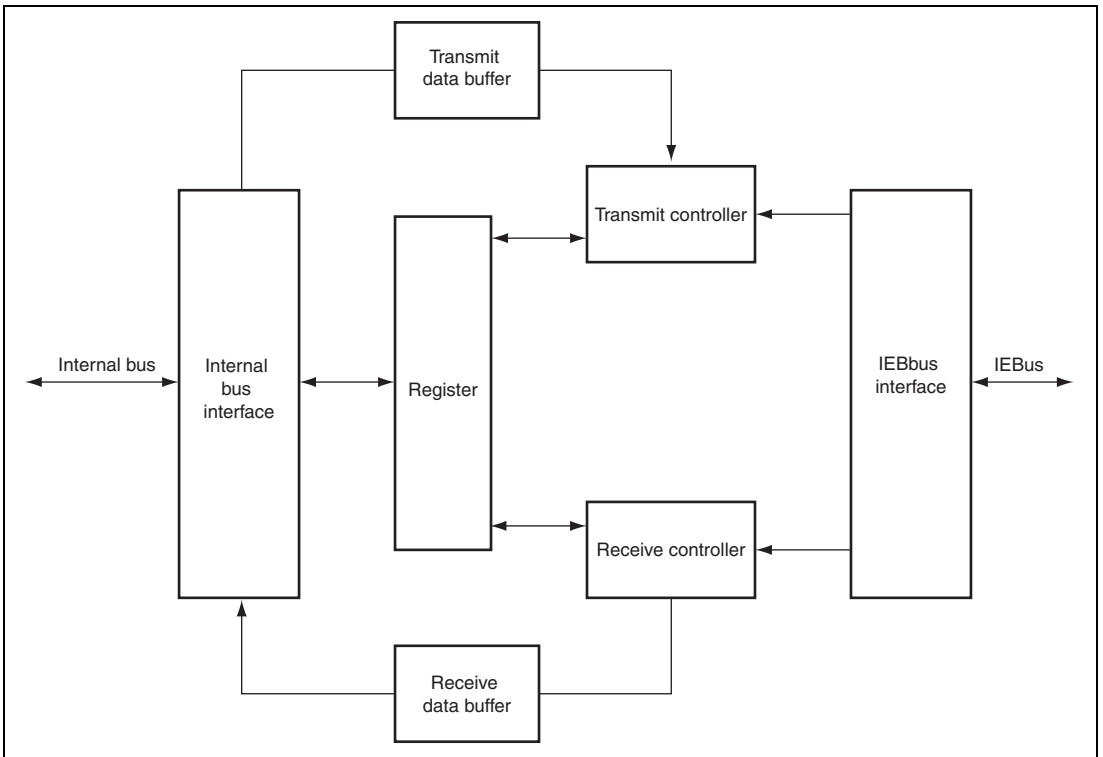 Transmit
data buffer
Transmit controller
Internal bus
Internal
bus
interface
Register
IEBbus
interface
IEBus
Receive controller
Receive
data buffer